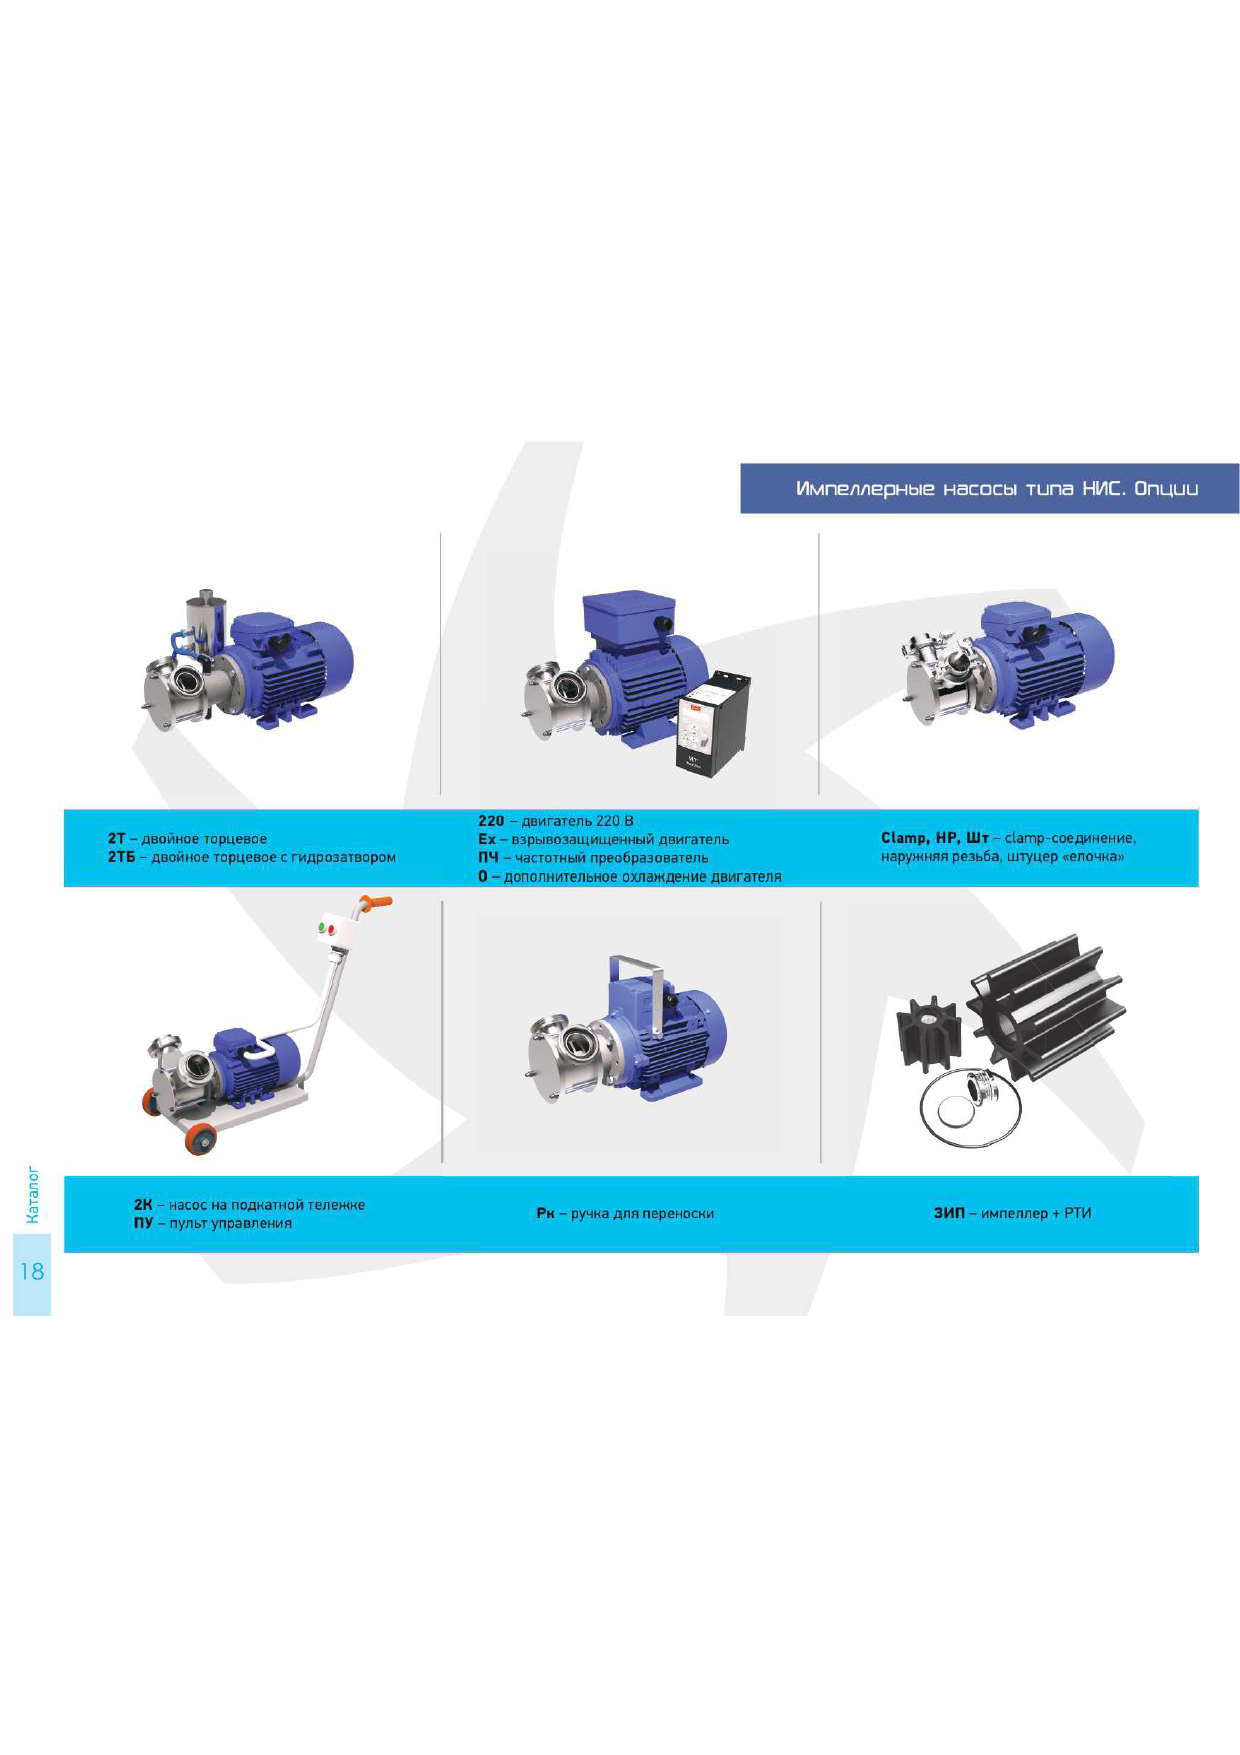 Импеллерные насосы типа НИС. Опции
2Т – двойное торцевое
2ТБ – двойное торцевое с гидрозатвором
220 – двигатель 220 В
Ex – взрывозащищенный двигатель
ПЧ – частотный преобразователь
О – дополнительное охлаждение двигателя
Clamp, НР, Шт – clamp-соединение,
наружняя резьба, штуцер «елочка»
2К – насос на подкатной тележке
ПУ – пульт управления
Рк – ручка для переноски
ЗИП – импеллер + РТИ
Каталог
18